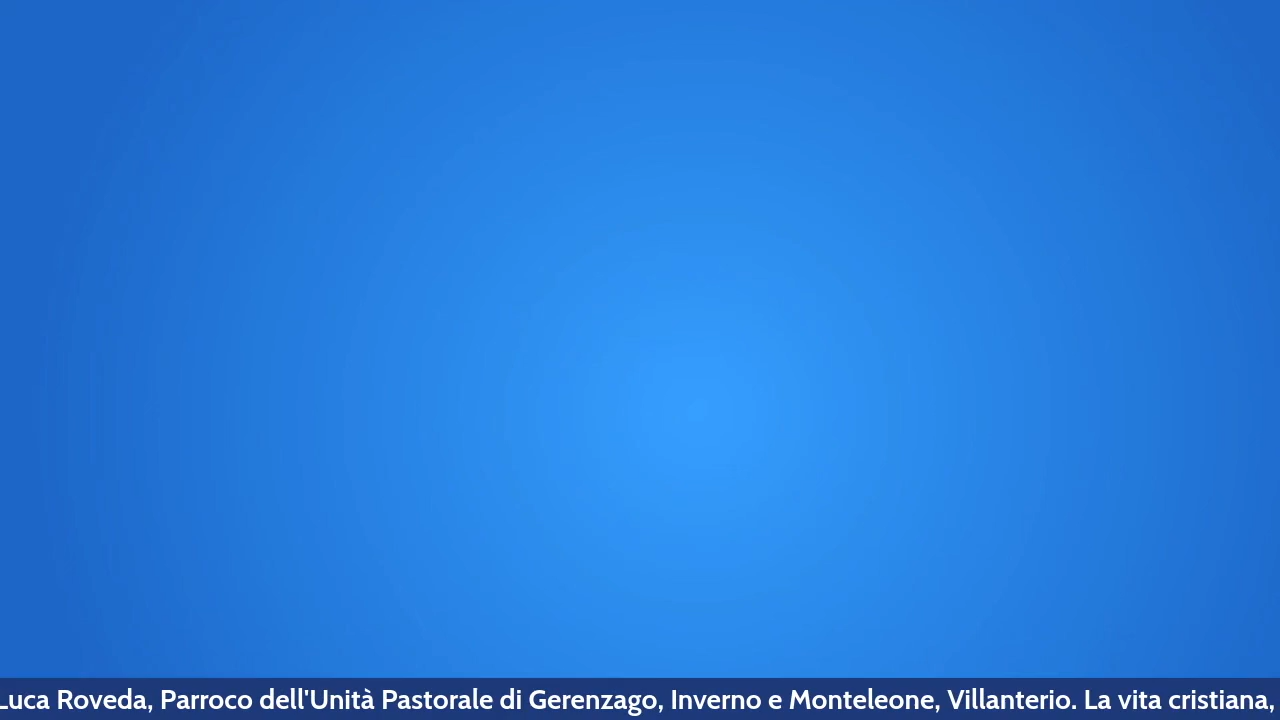 Luca Roveda, Parroco dell'Unità Pastorale di Gerenzago, Inverno e Monteleone, Villanterio. La vita cristiana,